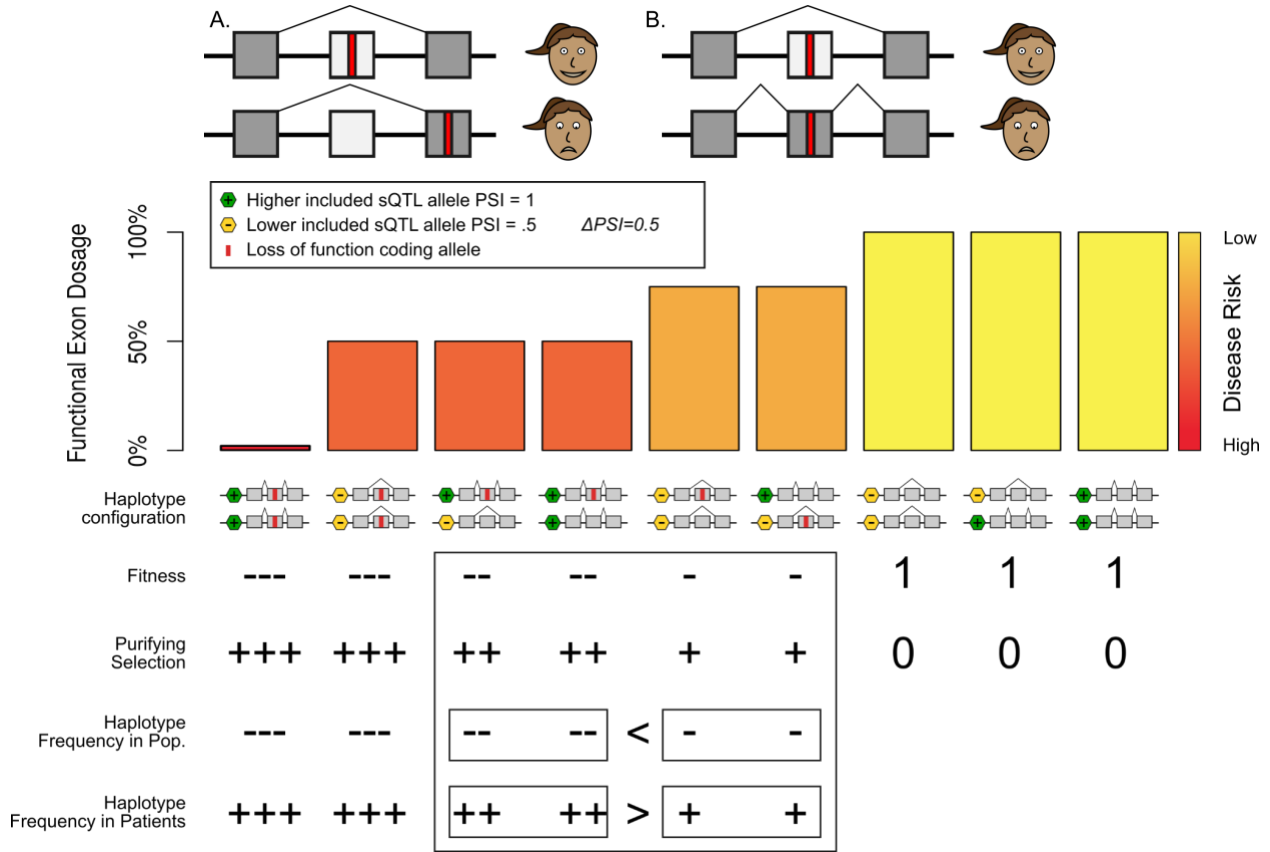 A.
B.
+ Higher included sQTL allele PSI = 1
- Lower included sQTL allele PSI = .5 ΔPSI=0.5
Loss of function coding allele
Functional Exon Dosage
100%
50%
0%
Low
Disease Risk
High
Haplotype
configuration
+ - + + - + - - +
+ - - + - - - + +
Fitness
--- --- -- -- - - 1 1 1
Purifying
Selection
+++ +++ ++ ++ + + 0 0 0
Haplotype
Frequency in Pop.
--- --- -- -- < - -
Haplotype
Frequency in Patients
+++ +++ ++ ++ > + +